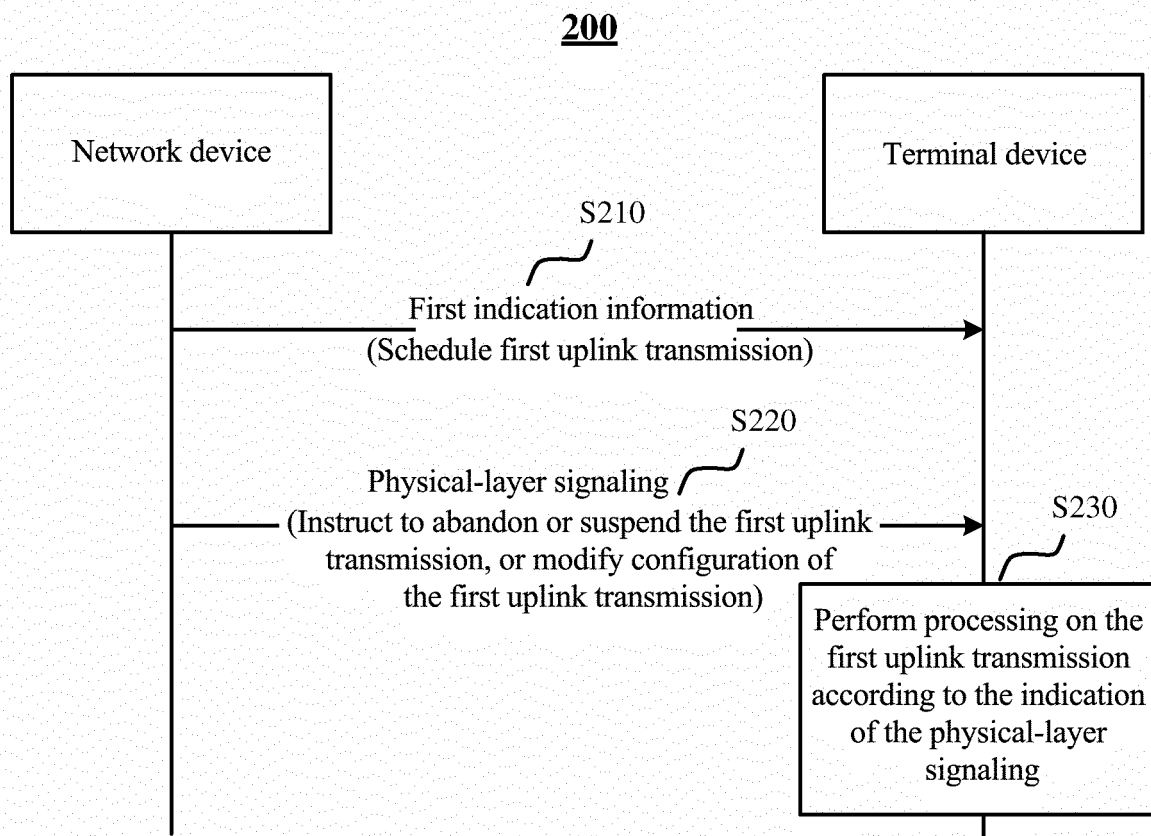 200
Network device
Terminal device
S210
First indication information
(Schedule first uplink transmission)
S220
Physical-layer signaling
(Instruct to abandon or suspend the first uplink
transmission, or modify configuration of
the first uplink transmission)
S230
Perform processing on the
first uplink transmission
according to the indication
of the physical-layer
signaling